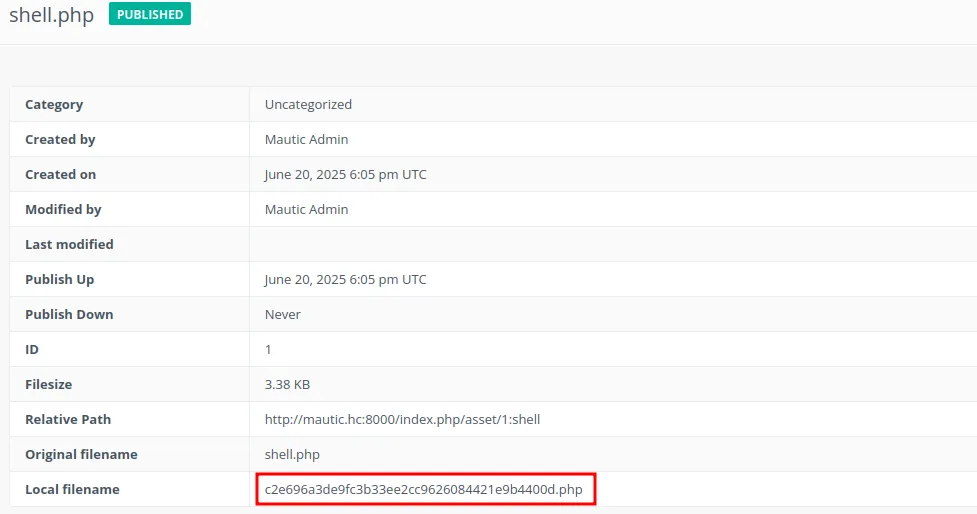 shell.php PUBLISHED
Category Uncategorized
Created by Mautic Admin
Created on June 20, 2025 6:05 pm UTC
Modified by Mautic Admin
Last modified
Publish Up June 20, 2025 6:05 pm UTC
Publish Down Never
ID 1
Filesize 3.38 KB
Relative Path http://mautic.hc:8000/index.php/asset/1:shell
Original filename shell.php
Local filename c2e696a3de9fc3b33ee2cc9626084421e9b4400d.php